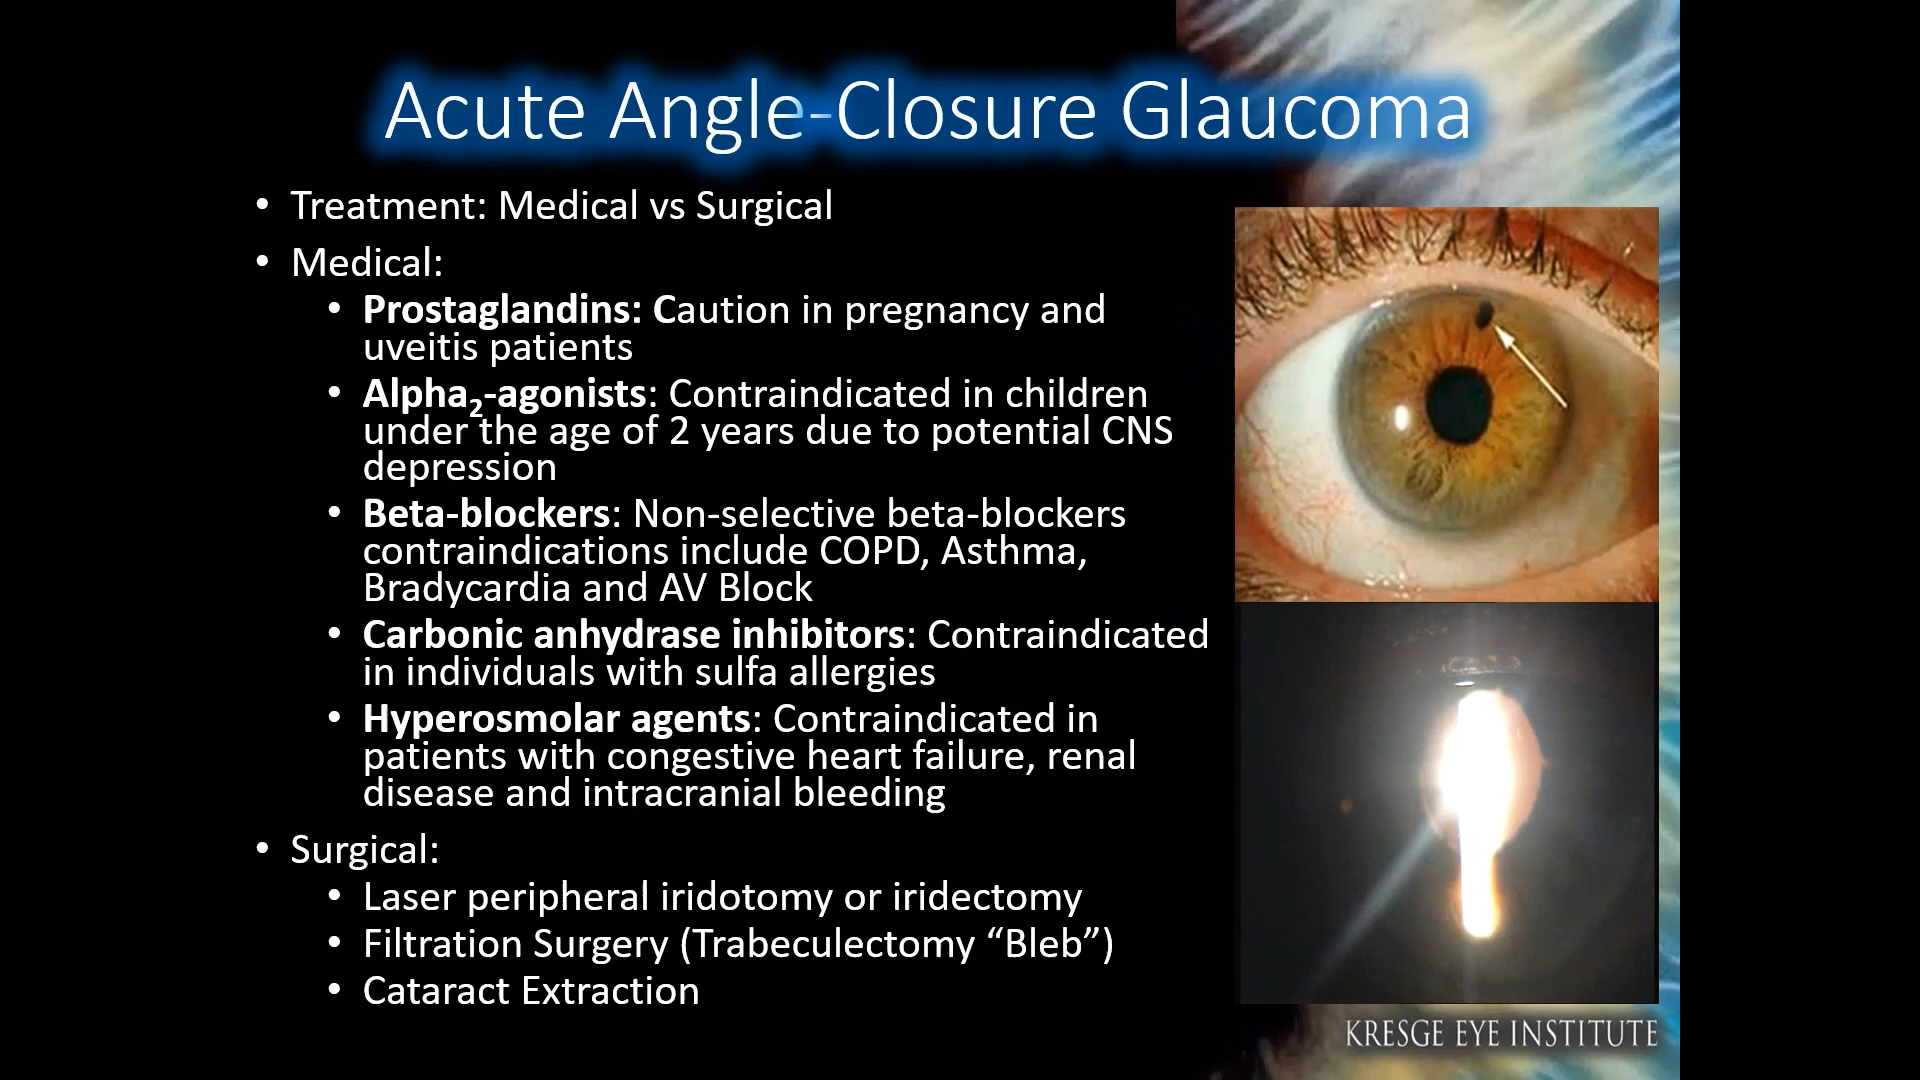 Acute Angle-Closure Glaucoma
• Treatment: Medical vs Surgical
• Medical:
• Prostaglandins: Caution in pregnancy and
uveitis patients
• Alpha₂-agonists: Contraindicated in children
under the age of 2 years due to potential CNS
depression
• Beta-blockers: Non-selective beta-blockers
contraindications include COPD, Asthma,
Bradycardia and AV Block
• Carbonic anhydrase inhibitors: Contraindicated
in individuals with sulfa allergies
• Hyperosmolar agents: Contraindicated in
patients with congestive heart failure, renal
disease and intracranial bleeding
• Surgical:
• Laser peripheral iridotomy or iridectomy
• Filtration Surgery (Trabeculectomy “Bleb”)
• Cataract Extraction
KRESGE EYE INSTITUTE